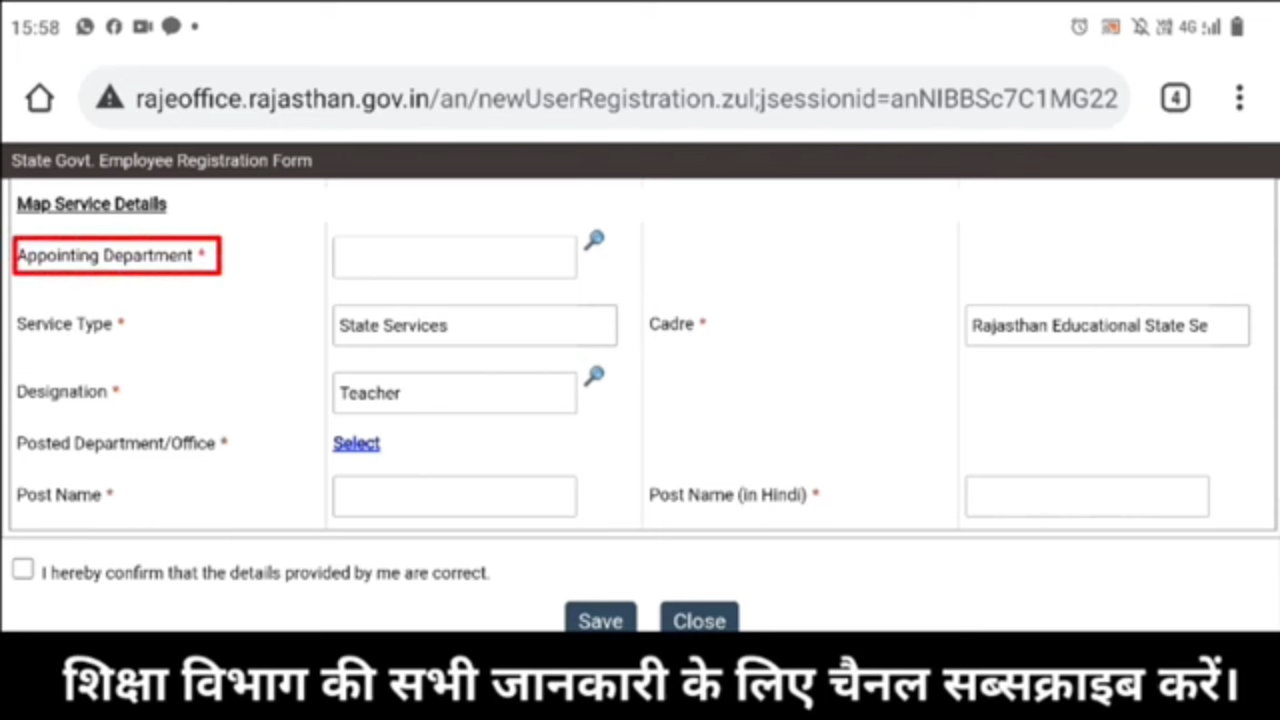 15:58 4G
rajeoffice.rajasthan.gov.in/an/newUserRegistration.zul;jsessionid=anNIBBSc7C1MG22 4
State Govt. Employee Registration Form
Map Service Details
Appointing Department *
Service Type * State Services Cadre * Rajasthan Educational State Se
Designation * Teacher
Posted Department/Office * Select
Post Name * Post Name (in Hindi) *
I hereby confirm that the details provided by me are correct.
Save Close
शिक्षा विभाग की सभी जानकारी के लिए चैनल सब्सक्राइब करें।